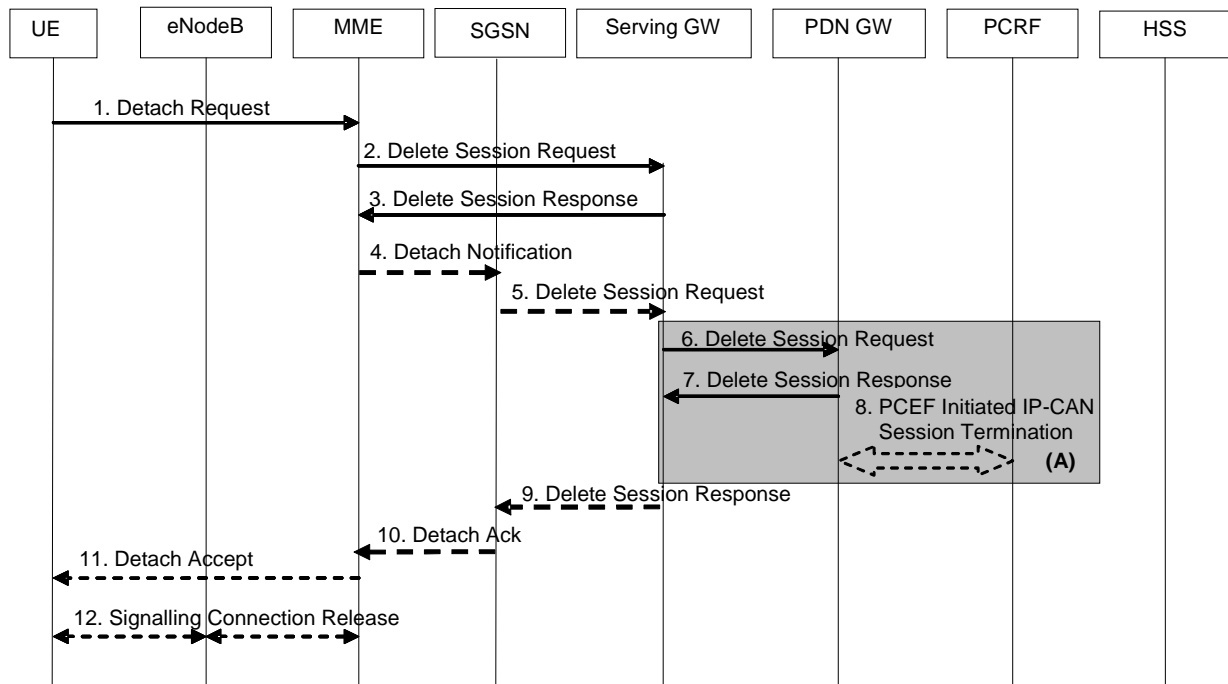 UE
eNodeB
MME
SGSN
Serving GW
PDN GW
PCRF
HSS
1. Detach Request
2. Delete Session Request
3. Delete Session Response
4. Detach Notification
5. Delete Session Request
6. Delete Session Request
7. Delete Session Response
8. PCEF Initiated IP-CAN
Session Termination
(A)
9. Delete Session Response
10. Detach Ack
11. Detach Accept
12. Signalling Connection Release